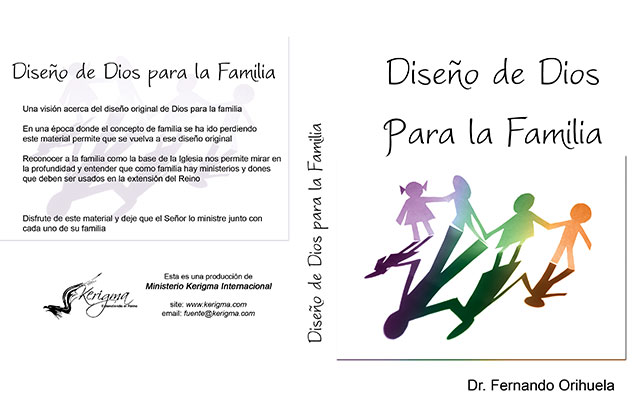 Diseño de Dios para la Familia
Una visión acerca del diseño original de Dios para la familia
En una época donde el concepto de familia se ha ido perdiendo
este material permite que se vuelva a ese diseño original
Reconocer a la familia como la base de la Iglesia nos permite mirar en
la profundidad y entender que como familia hay ministerios y dones
que deben ser usados en la extensión del Reino
Disfrute de este material y deje que el Señor lo ministre junto con
cada uno de su familia
Kerigma
Esta es una producción de
Ministerio Kerigma Internacional
site: www.kerigma.com
email: fuente@kerigma.com
Diseño de Dios para la Familia
Diseño de Dios
Para la Familia
Dr. Fernando Orihuela